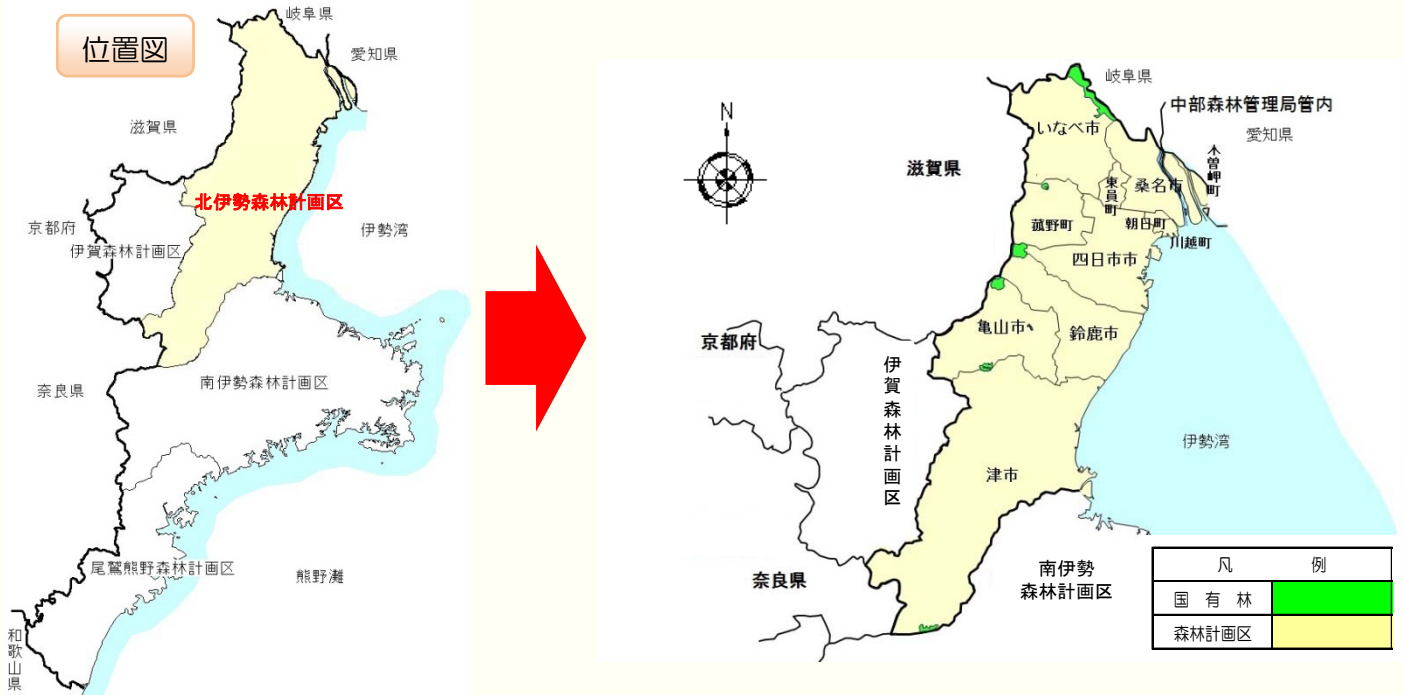 位置図
岐阜県
愛知県
滋賀県
北伊勢森林計画区
京都府
伊賀森林計画区
伊勢湾
奈良県
南伊勢森林計画区
尾鷲熊野森林計画区
熊野灘
和歌山県
N
岐阜県
中部森林管理局管内
愛知県
いなべ市
滋賀県
木曽岬町
東員町
桑名市
菰野町
朝日町
川越町
四日市市
亀山市
鈴鹿市
京都府
伊賀森林計画区
伊勢湾
津市
奈良県
南伊勢
森林計画区
凡 例
国 有 林
森林計画区